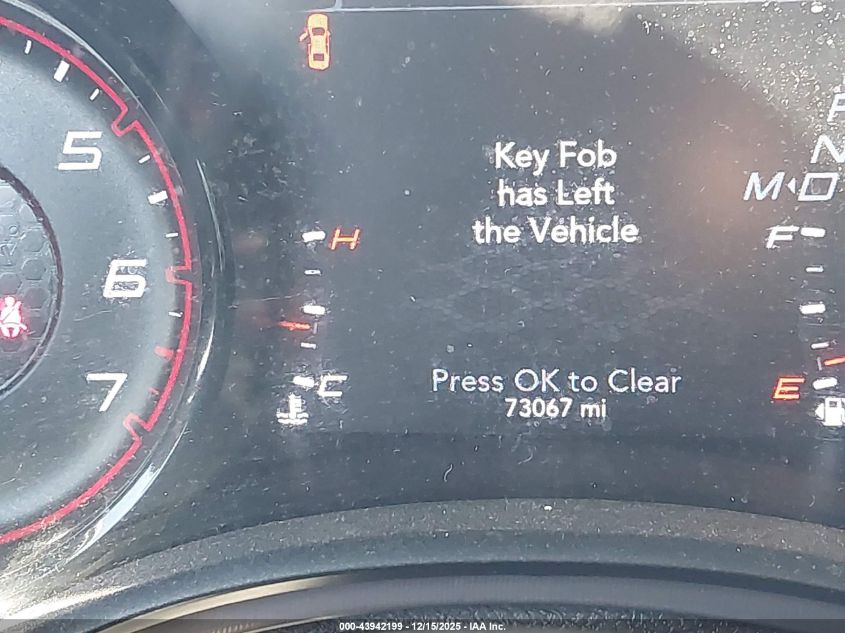 5
6
7
H
C
Key Fob
has Left
the Vehicle
Press OK to Clear
73067 mi
N
M D
F
E
000-43942199 - 12/15/2025 - IAA Inc.